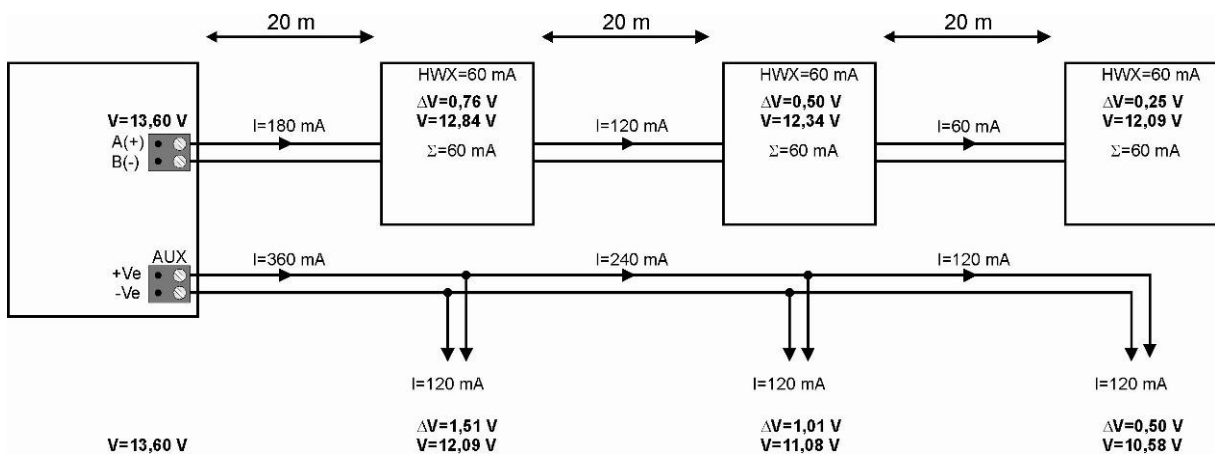 20 m 20 m 20 m
HWX=60 mA HWX=60 mA HWX=60 mA
ΔV=0,76 V ΔV=0,50 V ΔV=0,25 V
V=13,60 V V=12,84 V V=12,34 V V=12,09 V
A(+) I=180 mA I=120 mA I=60 mA
B(-) Σ=60 mA Σ=60 mA Σ=60 mA
AUX I=360 mA I=240 mA I=120 mA
+Ve
-Ve
I=120 mA I=120 mA I=120 mA
ΔV=1,51 V ΔV=1,01 V ΔV=0,50 V
V=13,60 V V=12,09 V V=11,08 V V=10,58 V